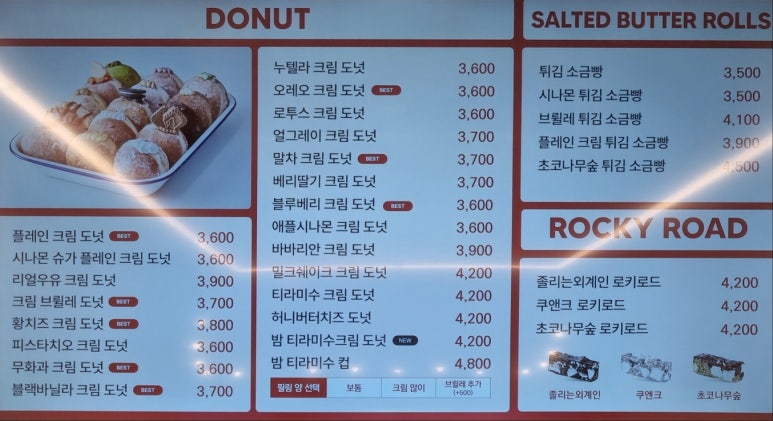 DONUT
플레인 크림 도넛 BEST 3,600
시나몬 슈가 플레인 크림 도넛 3,600
리얼우유 크림 도넛 3,900
크림 브륄레 도넛 BEST 3,700
황치즈 크림 도넛 BEST 3,800
피스타치오 크림 도넛 3,600
무화과 크림 도넛 BEST 3,600
블랙바닐라 크림 도넛 BEST 3,700
누텔라 크림 도넛 3,600
오레오 크림 도넛 BEST 3,600
로투스 크림 도넛 3,600
얼그레이 크림 도넛 3,700
말차 크림 도넛 BEST 3,700
베리딸기 크림 도넛 3,700
블루베리 크림 도넛 BEST 3,600
애플시나몬 크림 도넛 3,600
바바리안 크림 도넛 3,900
밀크쉐이크 크림 도넛 4,200
티라미수 크림 도넛 4,200
허니버터치즈 도넛 4,200
밤 티라미수크림 도넛 NEW 4,200
밤 티라미수 컵 4,800
필링 양 선택 보통 크림 많이 브륄레 추가
(+500)
SALTED BUTTER ROLLS
튀김 소금빵 3,500
시나몬 튀김 소금빵 3,500
브륄레 튀김 소금빵 4,100
플레인 크림 튀김 소금빵 3,900
초코나무숲 튀김 소금빵 4,500
ROCKY ROAD
졸리는외계인 로키로드 4,200
쿠앤크 로키로드 4,200
초코나무숲 로키로드 4,200
졸리는외계인 쿠앤크 초코나무숲